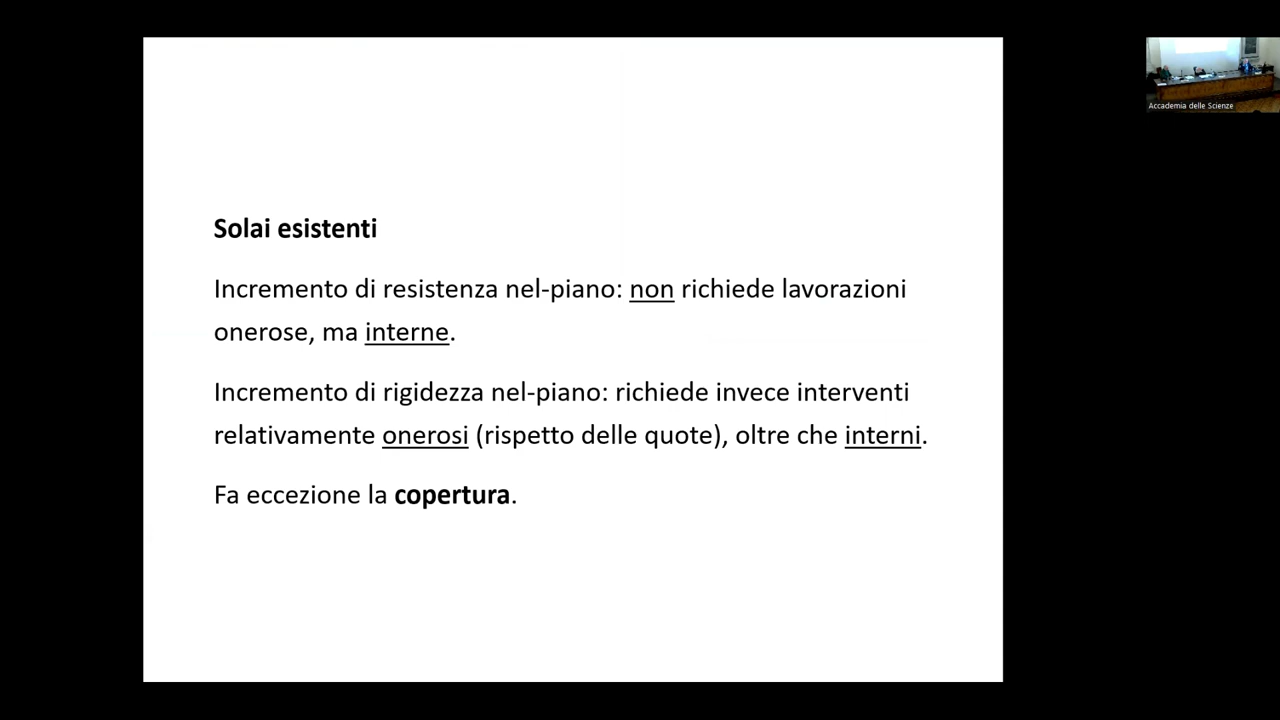 Solai esistenti
Incremento di resistenza nel-piano: non richiede lavorazioni
onerose, ma interne.
Incremento di rigidezza nel-piano: richiede invece interventi
relativamente onerosi (rispetto delle quote), oltre che interni.
Fa eccezione la copertura.
Accademia delle Scienze